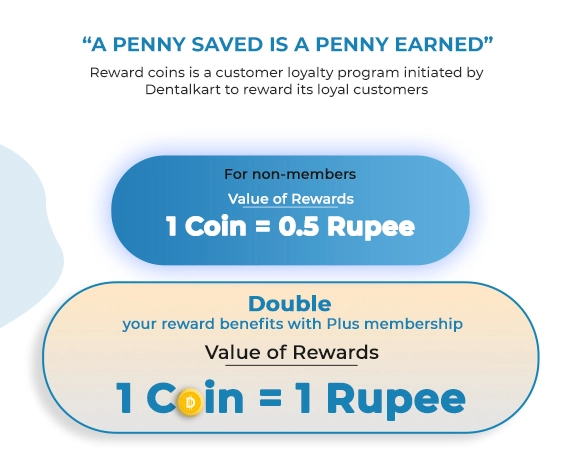 “A PENNY SAVED IS A PENNY EARNED”
Reward coins is a customer loyalty program initiated by
Dentalkart to reward its loyal customers
For non-members
Value of Rewards
1 Coin = 0.5 Rupee
Double
your reward benefits with Plus membership
Value of Rewards
1 Coin = 1 Rupee